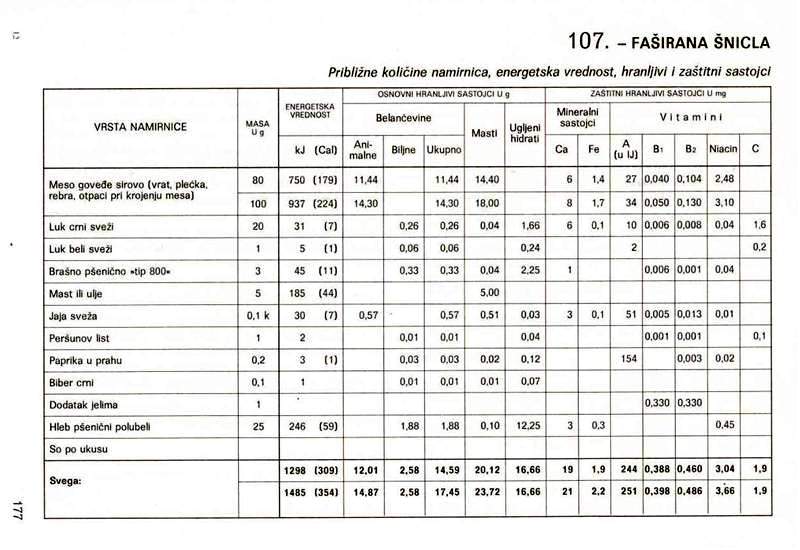 107. – FAŠIRANA ŠNICLA
Približne količine namirnica, energetska vrednost, hranljivi i zaštitni sastojci
VRSTA NAMIRNICE MASA U g ENERGETSKA VREDNOST OSNOVNI HRANLJIVI SASTOJCI U g ZAŠTITNI HRANLJIVI SASTOJCI U mg
Belančevine Masti Ugljeni hidrati Mineralni sastojci Vitamini
kJ (Cal) Ani-malne Biljne Ukupno Ca Fe A (u IJ) B1 B2 Niacin C
Meso goveđe sirovo (vrat, plećka, 80 750 (179) 11,44 11,44 14,40 6 1,4 27 0,040 0,104 2,48
rebra, otpaci pri krojenju mesa) 100 937 (224) 14,30 14,30 18,00 8 1,7 34 0,050 0,130 3,10
Luk crni sveži 20 31 (7) 0,26 0,26 0,04 1,66 6 0,1 10 0,006 0,008 0,04 1,6
Luk beli sveži 1 5 (1) 0,06 0,06 0,24 2 0,2
Brašno pšenično »tip 800« 3 45 (11) 0,33 0,33 0,04 2,25 1 0,006 0,001 0,04
Mast ili ulje 5 185 (44) 5,00
Jaja sveža 0,1 k 30 (7) 0,57 0,57 0,51 0,03 3 0,1 51 0,005 0,013 0,01
Peršunov list 1 2 0,01 0,01 0,04 0,001 0,001 0,1
Paprika u prahu 0,2 3 (1) 0,03 0,03 0,02 0,12 154 0,003 0,02
Biber crni 0,1 1 0,01 0,01 0,01 0,07
Dodatak jelima 1 0,330 0,330
Hleb pšenični polubeli 25 246 (59) 1,88 1,88 0,10 12,25 3 0,3 0,45
So po ukusu
Svega: 1298 (309) 12,01 2,58 14,59 20,12 16,66 19 1,9 244 0,388 0,460 3,04 1,9
1485 (354) 14,87 2,58 17,45 23,72 16,66 21 2,2 251 0,398 0,486 3,66 1,9
177